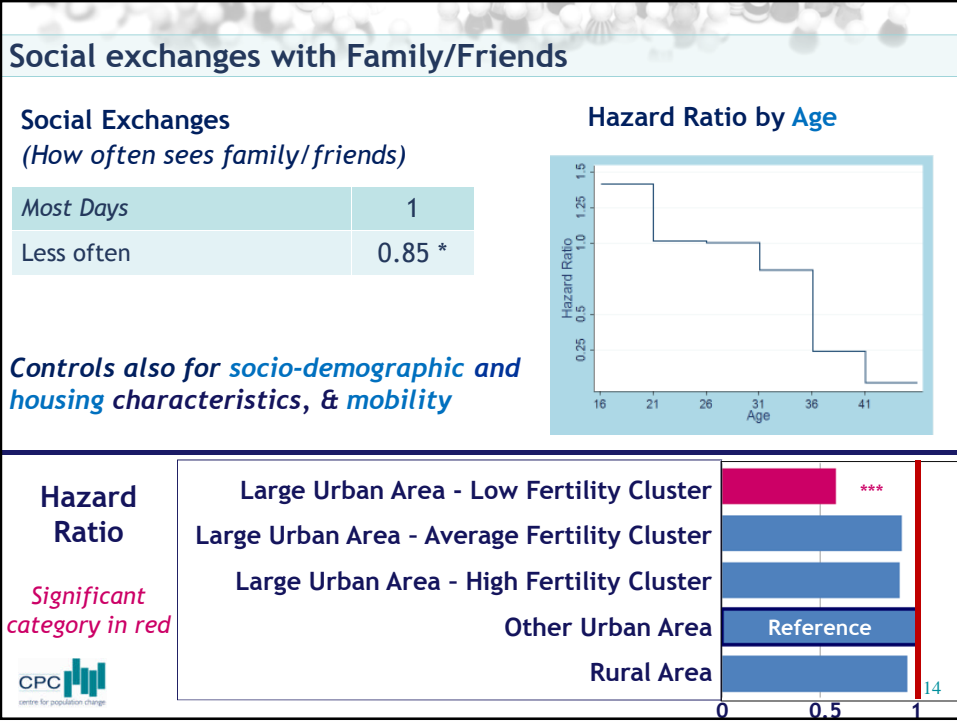 Social exchanges with Family/Friends
Social Exchanges
(How often sees family/friends)
Most Days 1
Less often 0.85 *
Controls also for socio-demographic and
housing characteristics, & mobility
Hazard Ratio by Age
Hazard Ratio
1.5
1.25
1.0
0.5
0.25
16 21 26 31 36 41
Age
Hazard
Ratio
Significant
category in red
Large Urban Area - Low Fertility Cluster ***
Large Urban Area – Average Fertility Cluster
Large Urban Area – High Fertility Cluster
Other Urban Area Reference
Rural Area
0 0.5 1
CPC
centre for population change
14